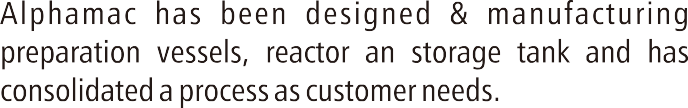 Alphamac has been designed & manufacturing
preparation vessels, reactor an storage tank and has
consolidated a process as customer needs.